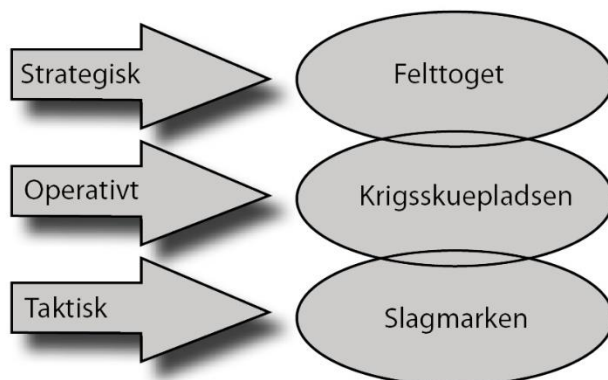 Strategisk
Felttoget
Operativt
Krigsskuepladsen
Taktisk
Slagmarken